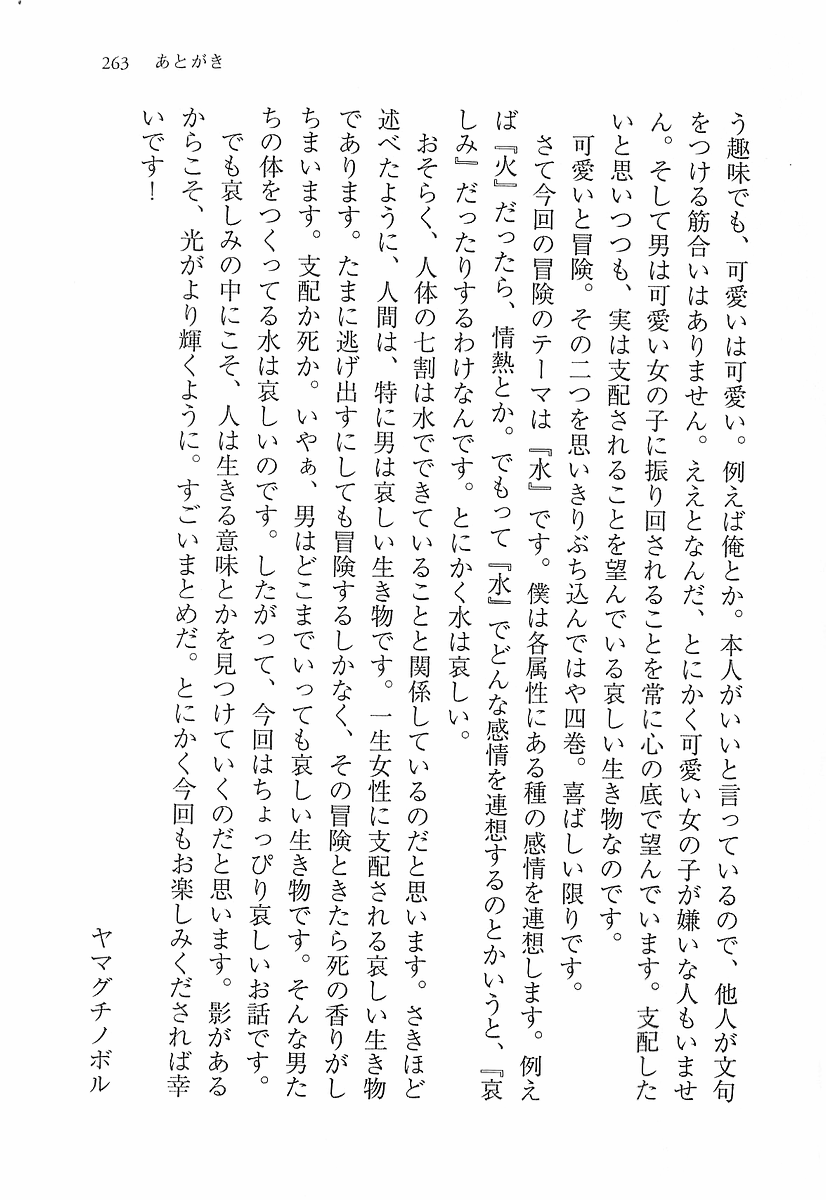 263 あとがき
う趣味でも、可愛いは可愛い。例えば俺とか。本人がいいと言っているので、他人が文句
をつける筋合いはありません。ええとなんだ、とにかく可愛い女の子が嫌いな人もいませ
ん。そして男は可愛い女の子に振り回されることを常に心の底で望んでいます。支配した
いと思いつつも、実は支配されることを望んでいる哀しい生き物なのです。
可愛いと冒険。その二つを思いきりぶち込んではや四巻。喜ばしい限りです。
さて今回の冒険のテーマは『水』です。僕は各属性にある種の感情を連想します。例え
ば『火』だったら、情熱とか。でもって『水』でどんな感情を連想するのとかいうと、『哀
しみ』だったりするわけなんです。とにかく水は哀しい。
おそらく、人体の七割は水でできていることと関係しているのだと思います。さきほど
述べたように、人間は、特に男は哀しい生き物です。一生女性に支配される哀しい生き物
であります。たまに逃げ出すにしても冒険するしかなく、その冒険ときたら死の香りがし
ちまいます。支配か死か。いやぁ、男はどこまでいっても哀しい生き物です。そんな男た
ちの体をつくってる水は哀しいのです。したがって、今回はちょっぴり哀しいお話です。
でも哀しみの中にこそ、人は生きる意味とかを見つけていくのだと思います。影がある
からこそ、光がより輝くように。すごいまとめだ。とにかく今回もお楽しみくだされば幸
いです！
ヤマグチノボル